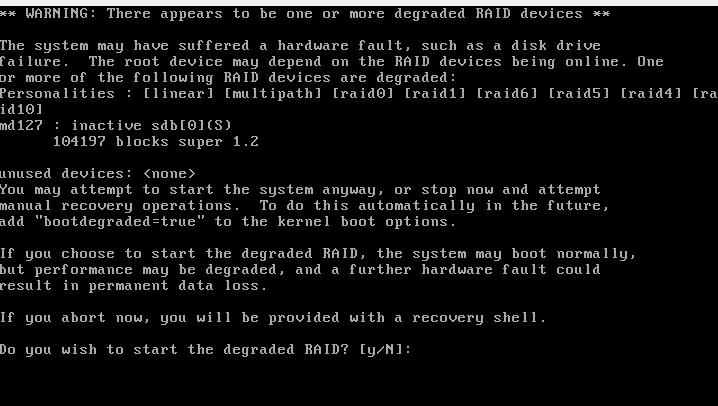 ** WARNING: There appears to be one or more degraded RAID devices **
The system may have suffered a hardware fault, such as a disk drive
failure.  The root device may depend on the RAID devices being online. One
or more of the following RAID devices are degraded:
Personalities : [linear] [multipath] [raid0] [raid1] [raid6] [raid5] [raid4] [ra
id10]
md127 : inactive sdb[0](S)
104197 blocks super 1.2
unused devices: <none>
You may attempt to start the system anyway, or stop now and attempt
manual recovery operations.  To do this automatically in the future,
add "bootdegraded=true" to the kernel boot options.
If you choose to start the degraded RAID, the system may boot normally,
but performance may be degraded, and a further hardware fault could
result in permanent data loss.
If you abort now, you will be provided with a recovery shell.
Do you wish to start the degraded RAID? [y/N]: